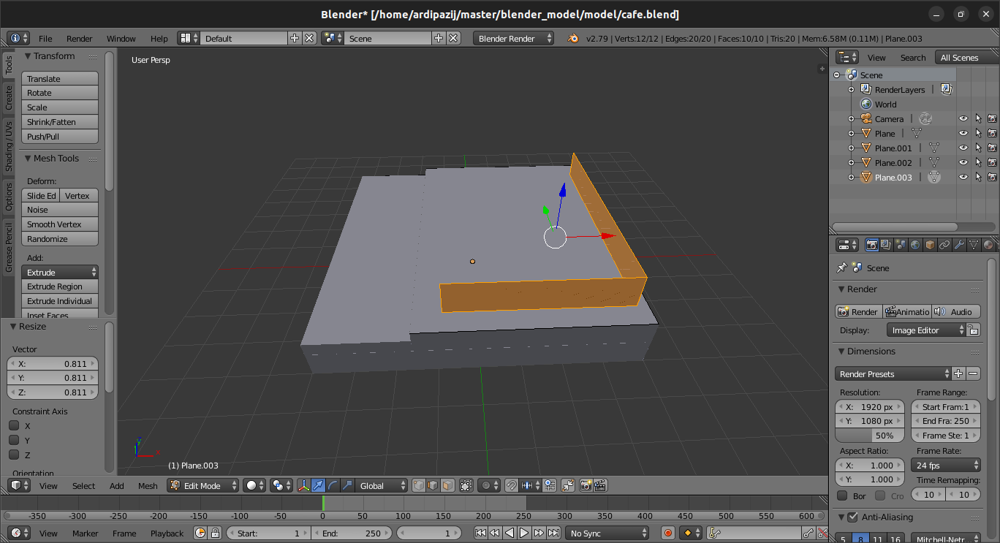 Blender* [/home/ardipazij/master/blender_model/model/cafe.blend]
File Render Window Help Default Scene Blender Render v2.79 | Verts:12/12 | Edges:20/20 | Faces:10/10 | Tris:20 | Mem:6.58M (0.11M) | Plane.003
Tools
Create
Shading / UVs
Options
Grease Pencil
Transform
Translate
Rotate
Scale
Shrink/Fatten
Push/Pull
Mesh Tools
Deform:
Slide Ed Vertex
Noise
Smooth Vertex
Randomize
Add:
Extrude
Extrude Region
Extrude Individual
Inset Faces
Resize
Vector
X: 0.811
Y: 0.811
Z: 0.811
Constraint Axis
X
Y
Z
Orientation
User Persp
(1) Plane.003
View Select Add Mesh Edit Mode Global
-350 -300 -250 -200 -150 -100 -50 0 50 100 150 200 250 300 350 400 450 500 550 600
View Marker Frame Playback Start: 1 End: 250 1 No Sync
View Search All Scenes
Scene
RenderLayers |
World
Camera |
Plane |
Plane.001 |
Plane.002 |
Plane.003 |
Scene
Render
Render Animatio Audio
Display: Image Editor
Dimensions
Render Presets
Resolution: Frame Range:
X: 1920 px Start Fram:1
Y: 1080 px End Fra: 250
50% Frame Ste: 1
Aspect Ratio: Frame Rate:
X: 1.000 24 fps
Y: 1.000 Time Remapping:
Bor Cro 10 10
Anti-Aliasing
5 8 11 16 Mitchell-Netr...